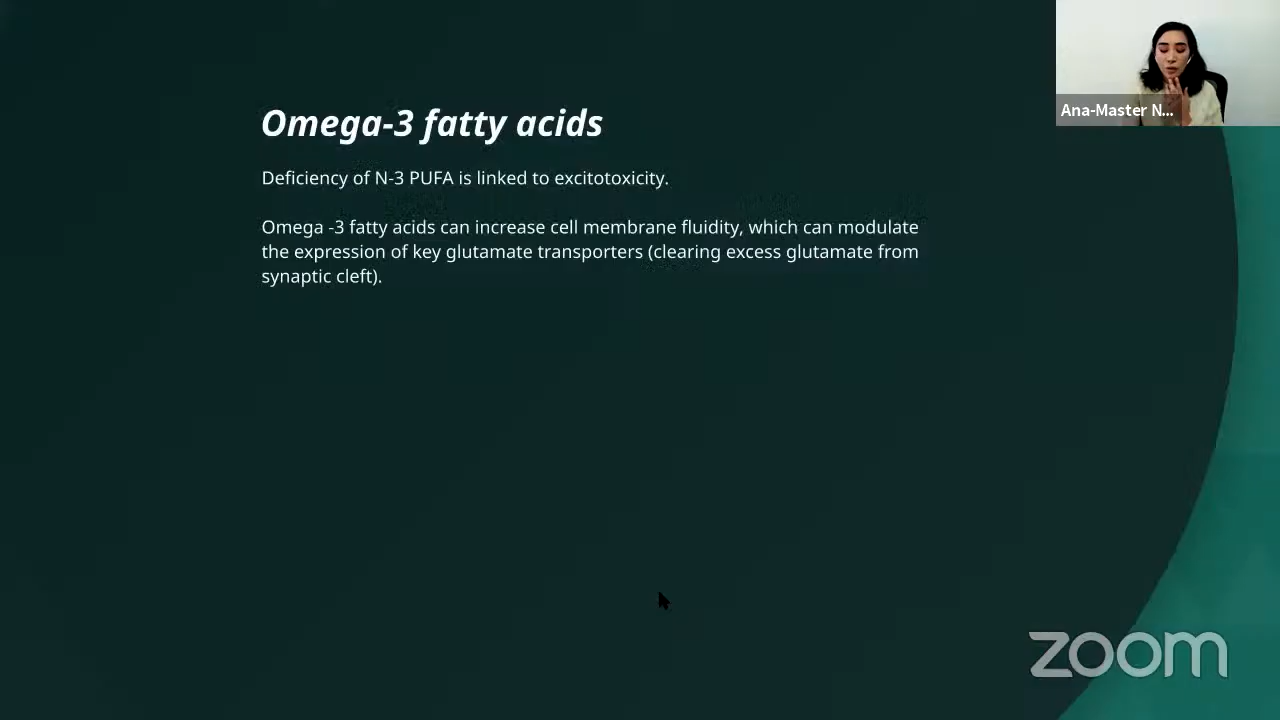 Omega-3 fatty acids
Deficiency of N-3 PUFA is linked to excitotoxicity.
Omega -3 fatty acids can increase cell membrane fluidity, which can modulate
the expression of key glutamate transporters (clearing excess glutamate from
synaptic cleft).
Ana-Master N...
zoom